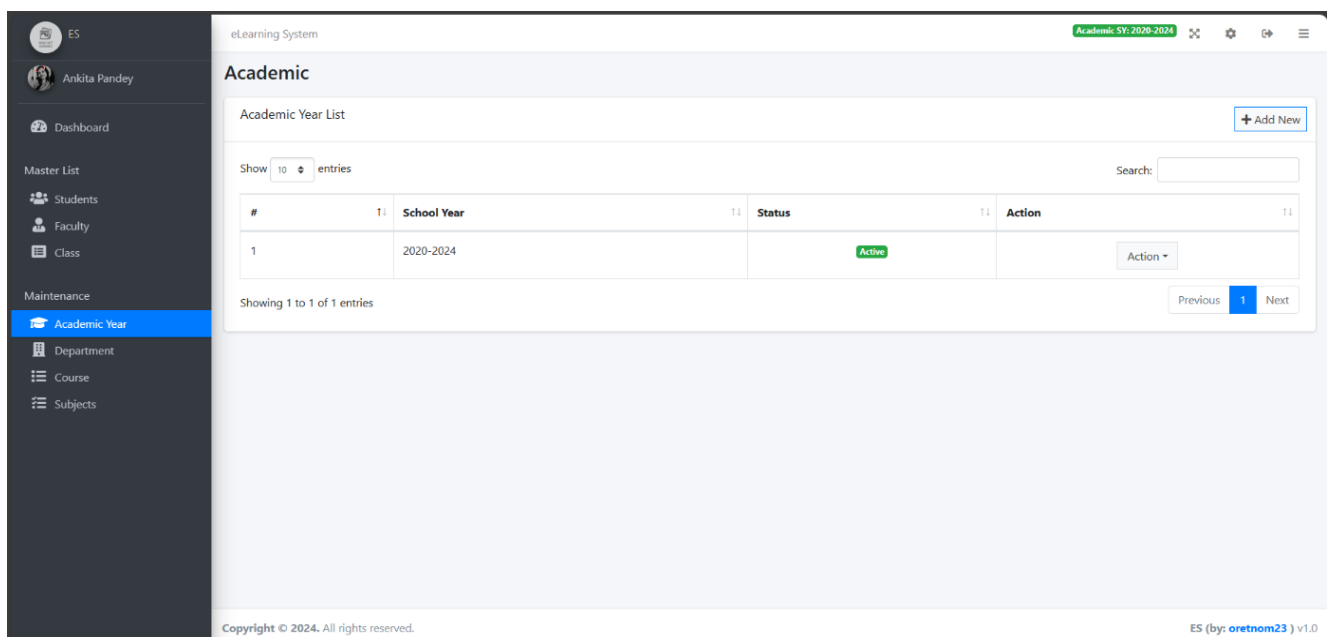 ES
eLearning System
Academic SY: 2020-2024
Ankita Pandey
Academic
Dashboard
Academic Year List
Add New
Master List
Show 10 entries
Search:
Students
Faculty
Class
# School Year Status Action
1 2020-2024 Active Action
Maintenance
Showing 1 to 1 of 1 entries
Previous 1 Next
Academic Year
Department
Course
Subjects
Copyright © 2024. All rights reserved.
ES (by: oretnom23 ) v1.0